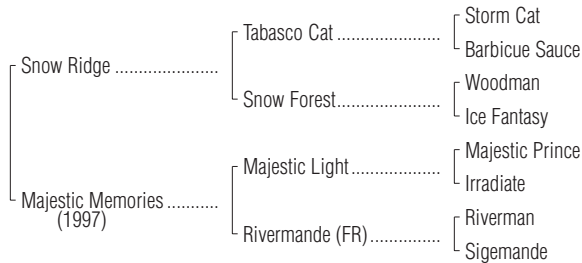 Storm Cat
Tabasco Cat ......................
Barbicue Sauce
Snow Ridge ......................
Woodman
Snow Forest......................
Ice Fantasy
Majestic Prince
Majestic Light....................
Irradiate
Majestic Memories ...........
(1997)
Riverman
Rivermande (FR)...............
Sigemande